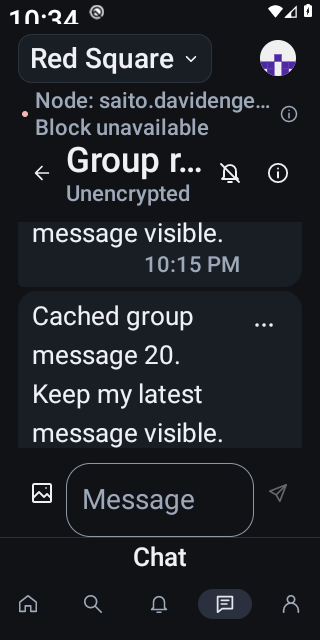 10:34
Red Square
Node: saito.davidenge...
Block unavailable
Group r...
Unencrypted
message visible.
10:15 PM
Cached group
message 20.
Keep my latest
message visible.
Message
Chat